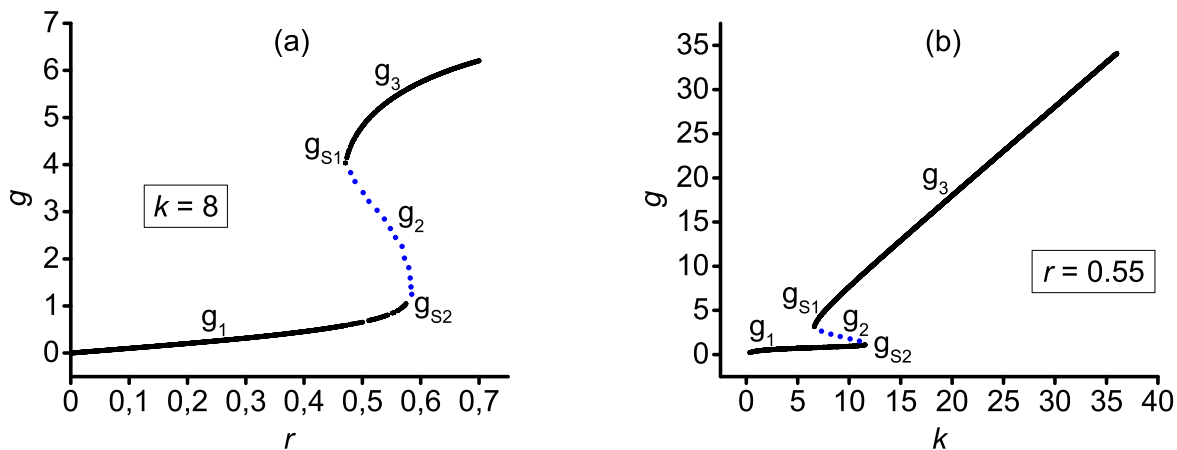 (a)
7
6
5
4
3
2
1
0
g
g3
gS1
g2
gS2
g1
k = 8
0 0,1 0,2 0,3 0,4 0,5 0,6 0,7
r
(b)
35
30
25
20
15
10
5
0
g
g3
gS1
g2
g1
gS2
r = 0.55
0 5 10 15 20 25 30 35 40
k